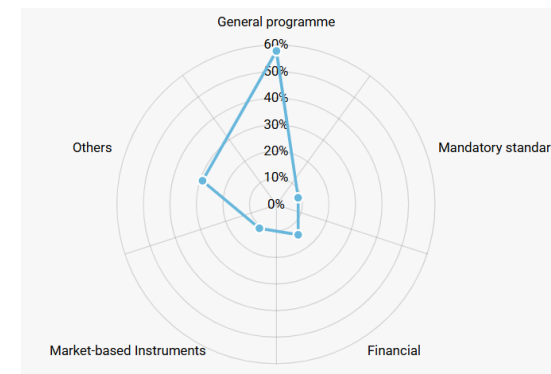 General programme
60%
50%
40%
Others
Mandatory standar
30%
20%
10%
0%
Market-based Instruments
Financial